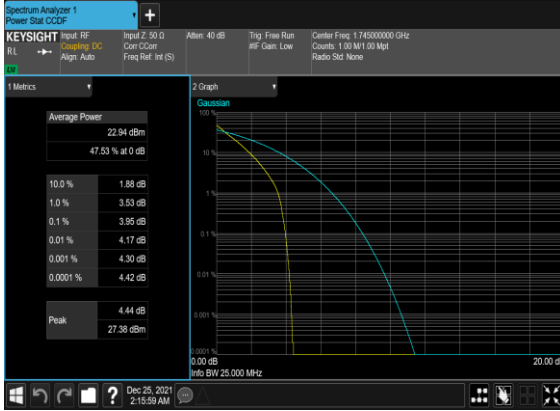 Spectrum Analyzer 1
Power Stat CCDF
KEYSIGHT
RL
Input: RF
Coupling: DC
Align: Auto
Input Z: 50 Ω
Corr CCorr
Freq Ref: Int (S)
Atten: 40 dB
Trig: Free Run
#IF Gain: Low
Center Freq: 1.745000000 GHz
Counts: 1.00 M/1.00 Mpt
Radio Std: None
1 Metrics
Average Power
22.94 dBm
47.53 % at 0 dB
10.0 % 1.88 dB
1.0 % 3.53 dB
0.1 % 3.95 dB
0.01 % 4.17 dB
0.001 % 4.30 dB
0.0001 % 4.42 dB
Peak
4.44 dB
27.38 dBm
2 Graph
Gaussian
100 %
10 %
1 %
0.1 %
0.01 %
0.001 %
0.0001 %
0.00 dB
20.00 d
Info BW 25.000 MHz
Dec 25, 2021
2:15:59 AM